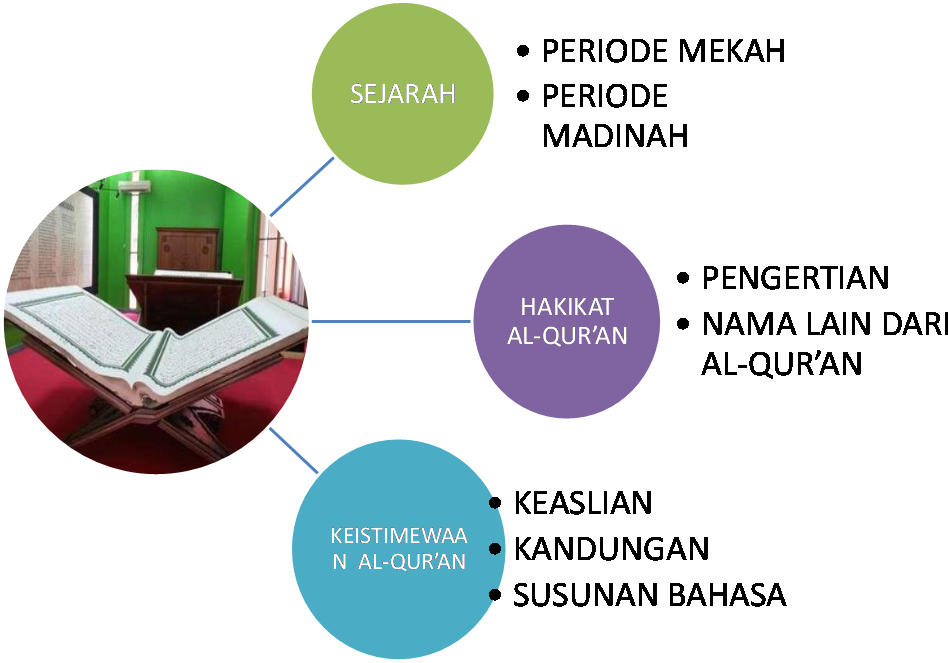 SEJARAH
• PERIODE MEKAH
• PERIODE
MADINAH
HAKIKAT
AL-QUR’AN
• PENGERTIAN
• NAMA LAIN DARI
AL-QUR’AN
KEISTIMEWAA
N AL-QUR’AN
• KEASLIAN
• KANDUNGAN
• SUSUNAN BAHASA